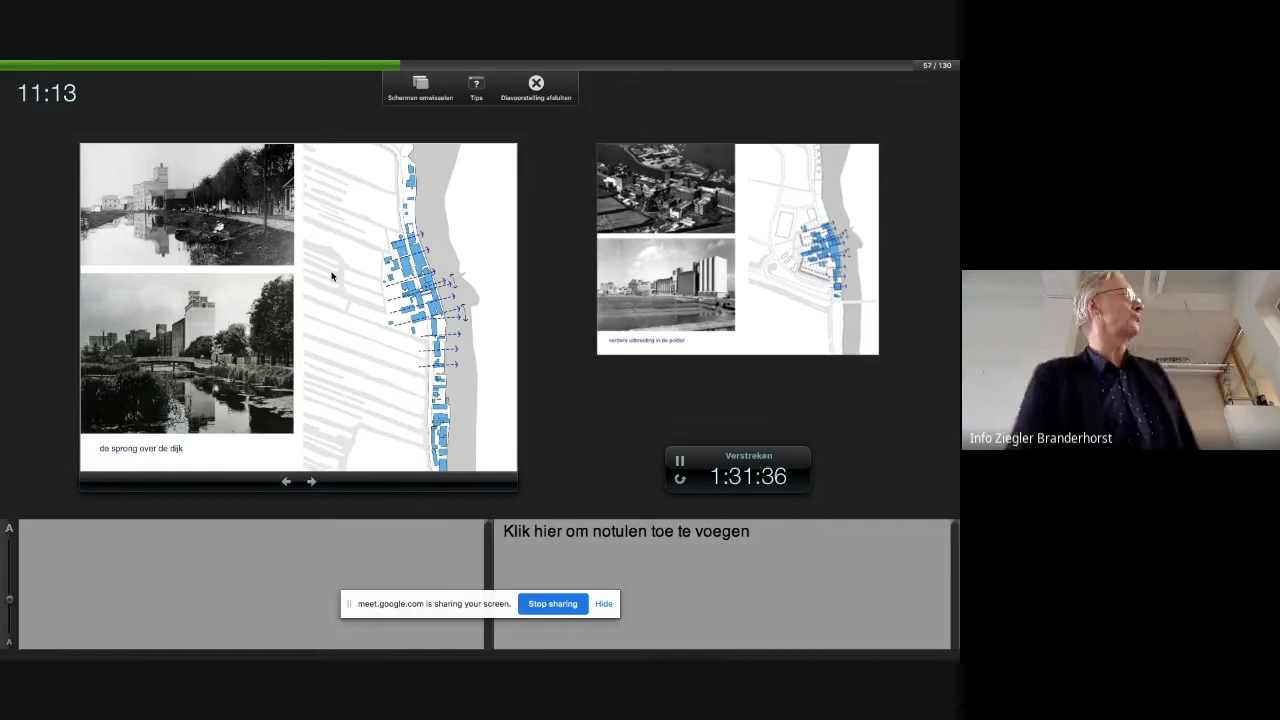 57 / 130
11:13
Schermen omwisselen
Tips
Diavoorstelling afsluiten
de sprong over de dijk
verdere uitbreiding in de polder
Verstreken
1:31:36
Info Ziegler Branderhorst
A
Klik hier om notulen toe te voegen
meet.google.com is sharing your screen.
Stop sharing
Hide
A